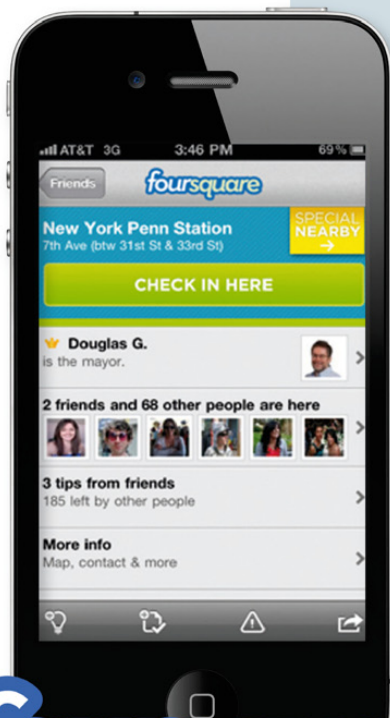 AT&T 3G 3:46 PM 69%
Friends foursquare
New York Penn Station
7th Ave (btw 31st St & 33rd St)
SPECIAL
NEARBY
→
CHECK IN HERE
Douglas G.
is the mayor.
2 friends and 68 other people are here
3 tips from friends
185 left by other people
More info
Map, contact & more